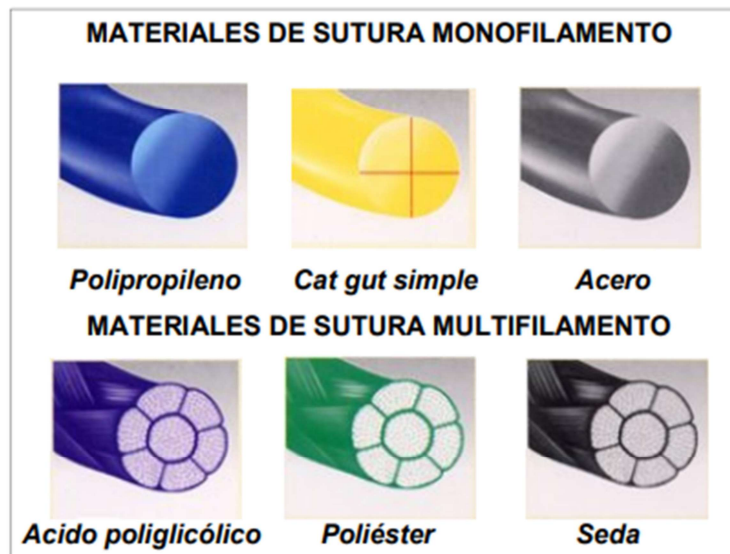 MATERIALES DE SUTURA MONOFILAMENTO
Polipropileno Cat gut simple Acero
MATERIALES DE SUTURA MULTIFILAMENTO
Acido poliglicólico Poliéster Seda